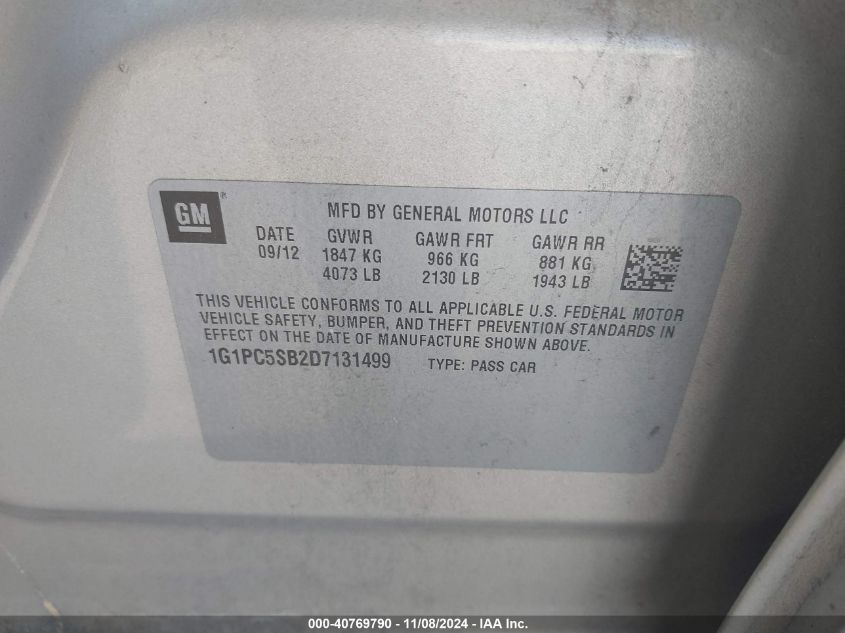 GM®
MFD BY GENERAL MOTORS LLC
DATE GVWR GAWR FRT GAWR RR
09/12 1847 KG 966 KG 881 KG
4073 LB 2130 LB 1943 LB
THIS VEHICLE CONFORMS TO ALL APPLICABLE U.S. FEDERAL MOTOR
VEHICLE SAFETY, BUMPER, AND THEFT PREVENTION STANDARDS IN
EFFECT ON THE DATE OF MANUFACTURE SHOWN ABOVE.
1G1PC5SB2D7131499 TYPE: PASS CAR
000-40769790 - 11/08/2024 - IAA Inc.